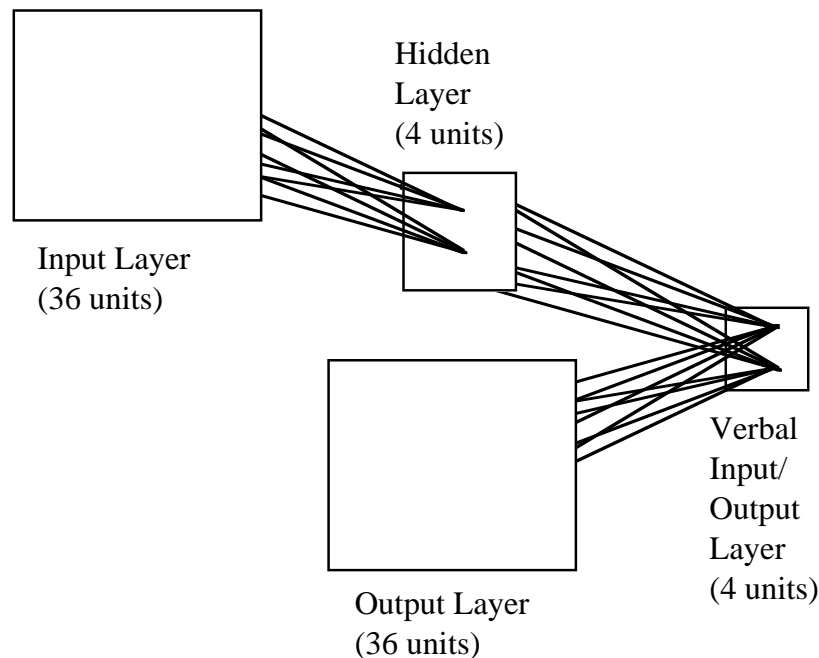 Hidden
Layer
(4 units)
Input Layer
(36 units)
Verbal
Input/
Output
Layer
(4 units)
Output Layer
(36 units)